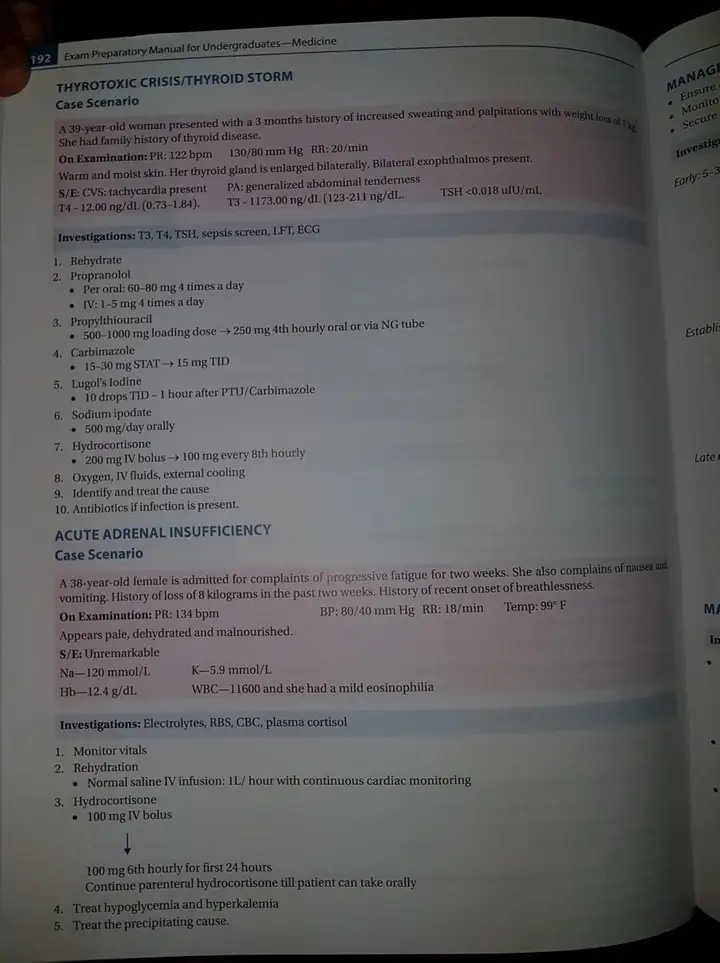 192 Exam Preparatory Manual for Undergraduates—Medicine
THYROTOXIC CRISIS/THYROID STORM
Case Scenario
A 39-year-old woman presented with a 3 months history of increased sweating and palpitations with weight loss of 7 kg.
She had family history of thyroid disease.
On Examination: PR: 122 bpm 130/80 mm Hg RR: 20/min
Warm and moist skin. Her thyroid gland is enlarged bilaterally. Bilateral exophthalmos present.
S/E: CVS: tachycardia present PA: generalized abdominal tenderness
T4 - 12.00 ng/dL (0.73–1.84). T3 - 1173.00 ng/dL (123-211 ng/dL. TSH <0.018 uIU/mL
Investigations: T3, T4, TSH, sepsis screen, LFT, ECG
1. Rehydrate
2. Propranolol
• Per oral: 60–80 mg 4 times a day
• IV: 1–5 mg 4 times a day
3. Propylthiouracil
• 500–1000 mg loading dose → 250 mg 4th hourly oral or via NG tube
4. Carbimazole
• 15–30 mg STAT → 15 mg TID
5. Lugol's Iodine
• 10 drops TID – 1 hour after PTU/Carbimazole
6. Sodium ipodate
• 500 mg/day orally
7. Hydrocortisone
• 200 mg IV bolus → 100 mg every 8th hourly
8. Oxygen, IV fluids, external cooling
9. Identify and treat the cause
10. Antibiotics if infection is present.
ACUTE ADRENAL INSUFFICIENCY
Case Scenario
A 38-year-old female is admitted for complaints of progressive fatigue for two weeks. She also complains of nausea and
vomiting. History of loss of 8 kilograms in the past two weeks. History of recent onset of breathlessness.
On Examination: PR: 134 bpm BP: 80/40 mm Hg RR: 18/min Temp: 99° F
Appears pale, dehydrated and malnourished.
S/E: Unremarkable
Na—120 mmol/L K—5.9 mmol/L
Hb—12.4 g/dL WBC—11600 and she had a mild eosinophilia
Investigations: Electrolytes, RBS, CBC, plasma cortisol
1. Monitor vitals
2. Rehydration
• Normal saline IV infusion: 1L/ hour with continuous cardiac monitoring
3. Hydrocortisone
• 100 mg IV bolus
↓
100 mg 6th hourly for first 24 hours
Continue parenteral hydrocortisone till patient can take orally
4. Treat hypoglycemia and hyperkalemia
5. Treat the precipitating cause.
• Ensure
• Secure
Early: 5–3
Late